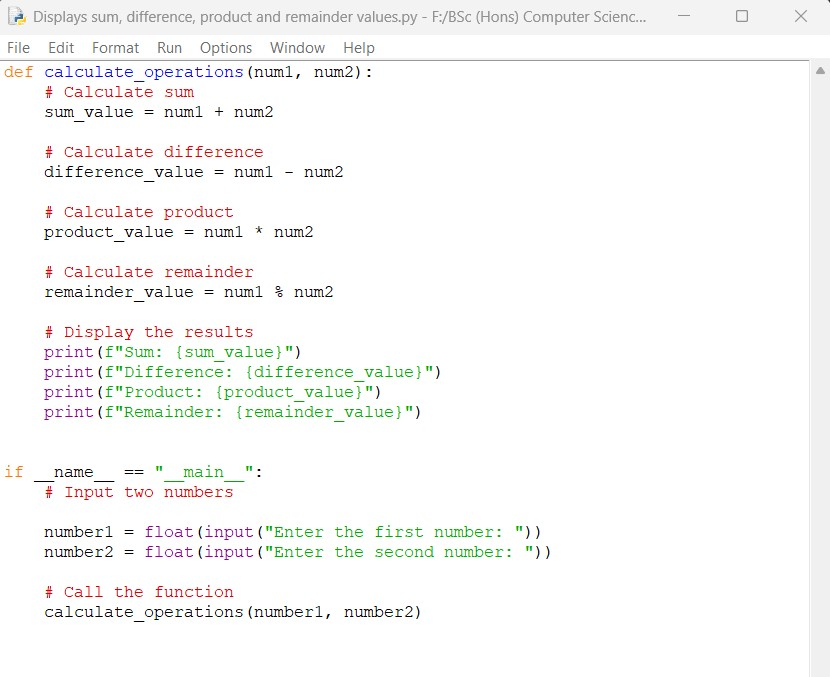 Displays sum, difference, product and remainder values.py - F:/BSc (Hons) Computer Scienc...
File Edit Format Run Options Window Help
def calculate_operations(num1, num2):
    # Calculate sum
    sum_value = num1 + num2

    # Calculate difference
    difference_value = num1 - num2

    # Calculate product
    product_value = num1 * num2

    # Calculate remainder
    remainder_value = num1 % num2

    # Display the results
    print(f"Sum: {sum_value}")
    print(f"Difference: {difference_value}")
    print(f"Product: {product_value}")
    print(f"Remainder: {remainder_value}")


if __name__ == "__main__":
    # Input two numbers

    number1 = float(input("Enter the first number: "))
    number2 = float(input("Enter the second number: "))

    # Call the function
    calculate_operations(number1, number2)